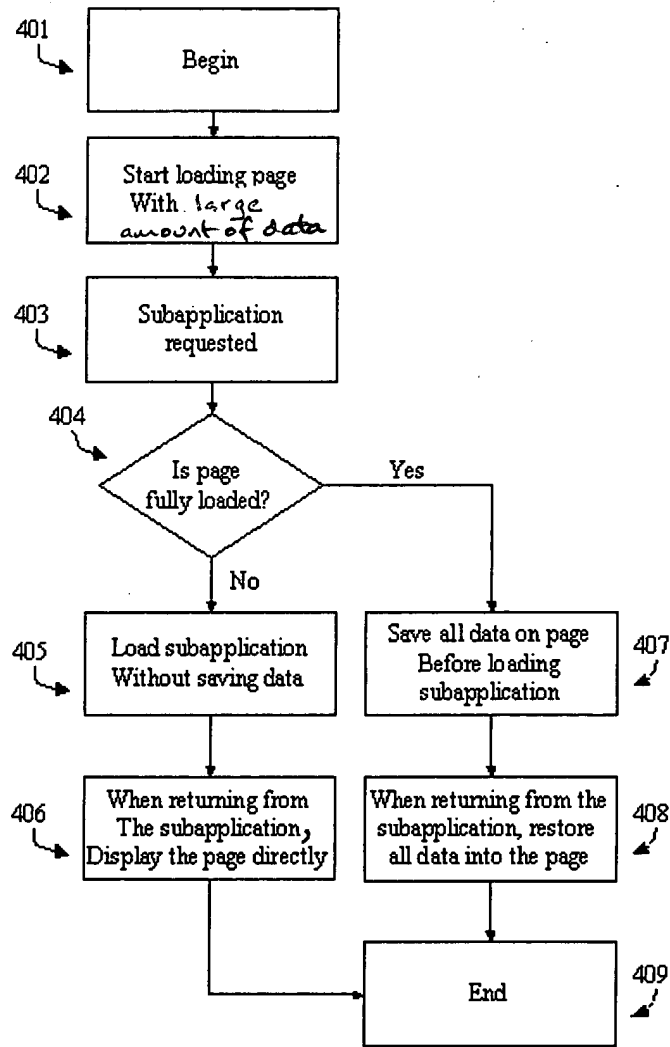 401
Begin
402
Start loading page
With large
amount of data
403
Subapplication
requested
404
Is page
fully loaded?
Yes
No
405
Load subapplication
Without saving data
Save all data on page
Before loading
subapplication
407
406
When returning from
The subapplication,
Display the page directly
When returning from the
subapplication, restore
all data into the page
408
End
409